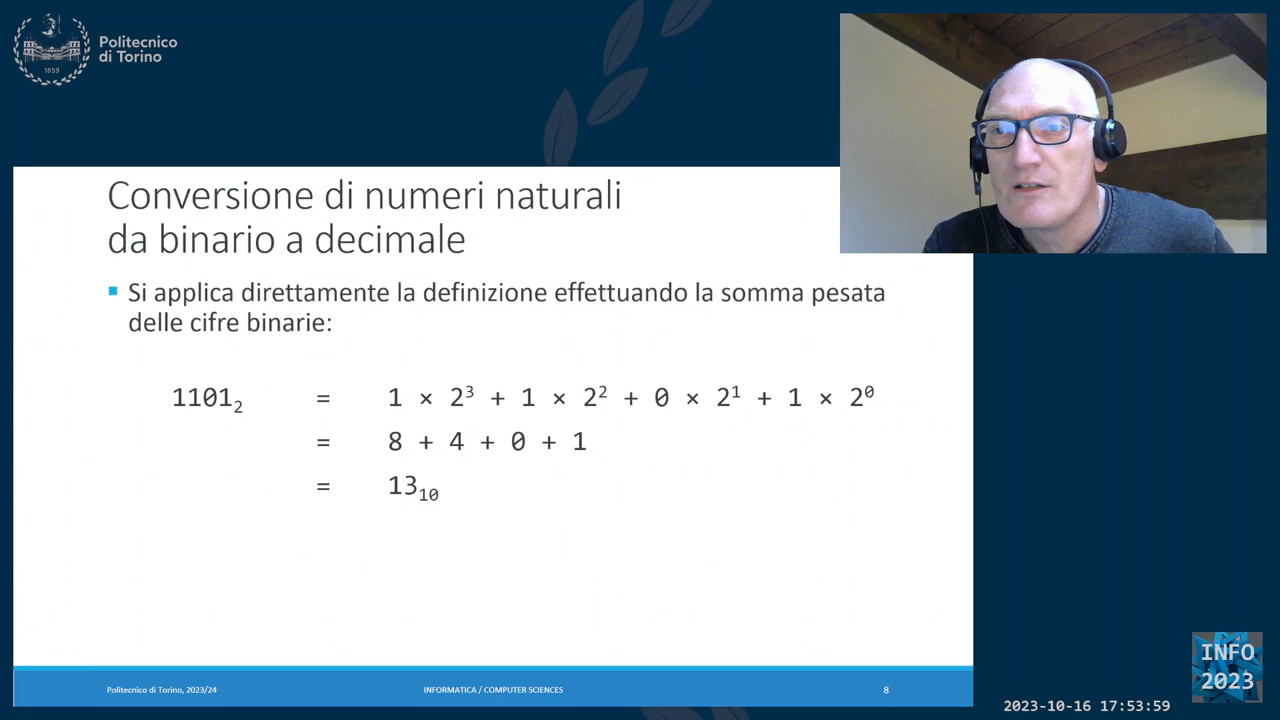 Politecnico
di Torino
1859
Conversione di numeri naturali
da binario a decimale
Si applica direttamente la definizione effettuando la somma pesata
delle cifre binarie:
1101₂ = 1 × 2³ + 1 × 2² + 0 × 2¹ + 1 × 2⁰
= 8 + 4 + 0 + 1
= 13₁₀
Politecnico di Torino, 2023/24 INFORMATICA / COMPUTER SCIENCES 8
INFO
2023
2023-10-16 17:53:59